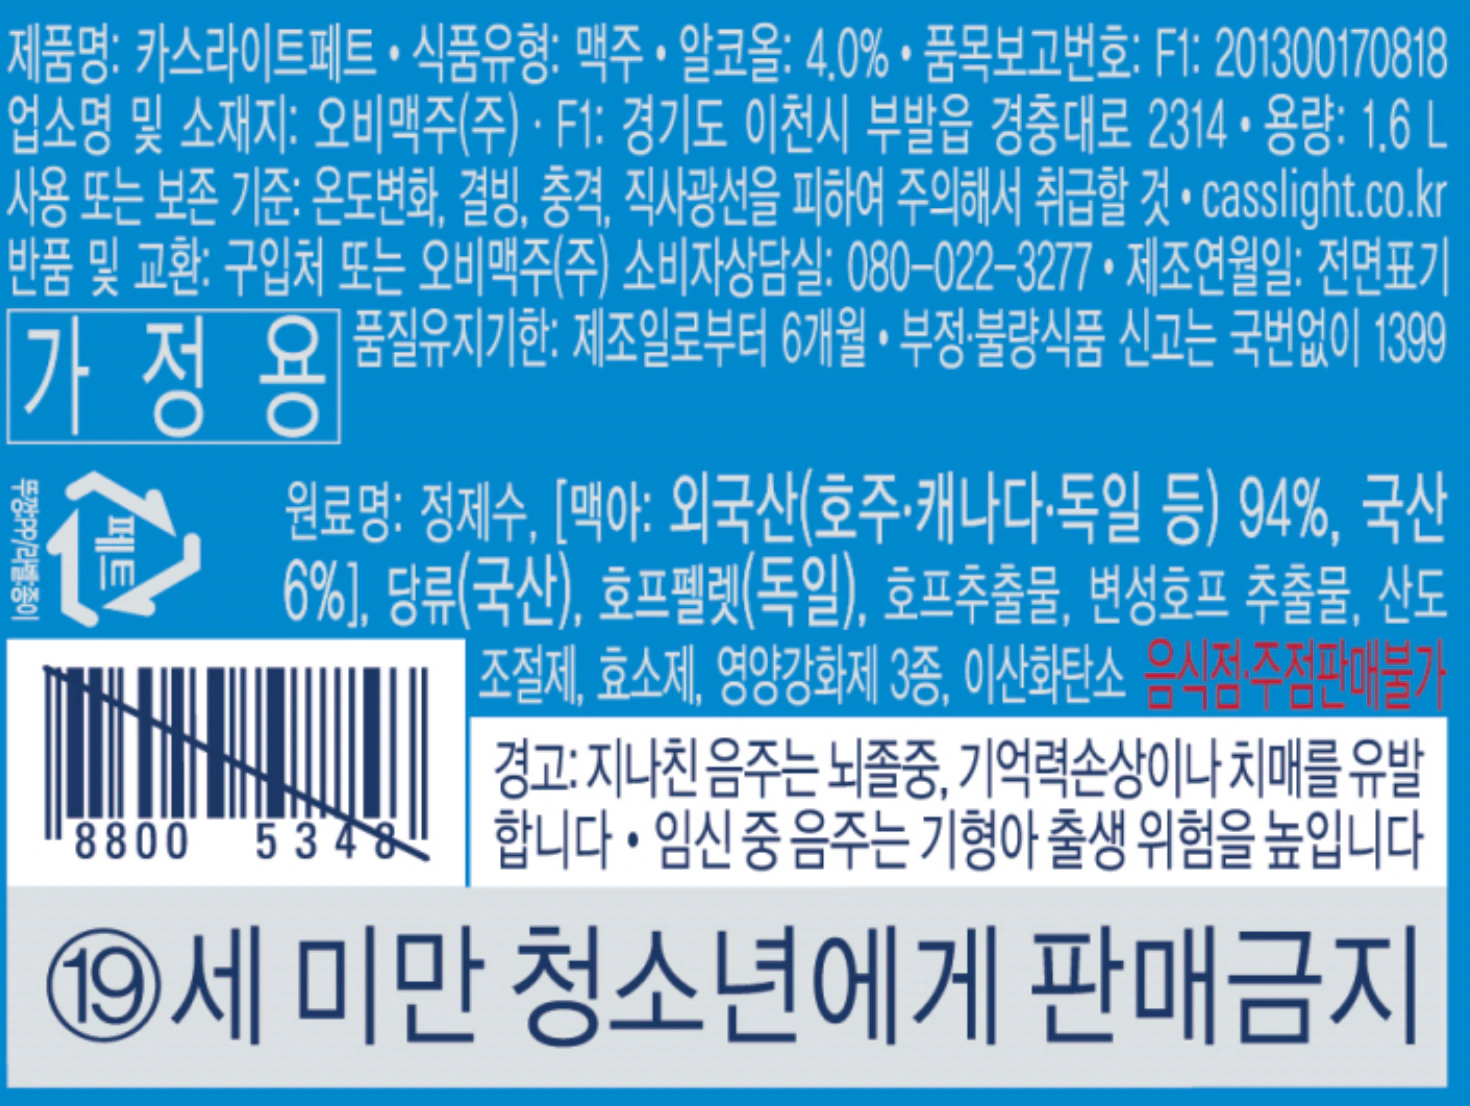 제품명: 카스라이트페트 • 식품유형: 맥주 • 알코올: 4.0% • 품목보고번호: F1: 201300170818
업소명 및 소재지: 오비맥주(주) · F1: 경기도 이천시 부발읍 경충대로 2314 • 용량: 1.6 L
사용 또는 보존 기준: 온도변화, 결빙, 충격, 직사광선을 피하여 주의해서 취급할 것 • casslight.co.kr
반품 및 교환: 구입처 또는 오비맥주(주) 소비자상담실: 080-022-3277 • 제조연월일: 전면표기
가 정 용
품질유지기한: 제조일로부터 6개월 • 부정·불량식품 신고는 국번없이 1399
페트
뚜껑:PP/라벨:종이
원료명: 정제수, [맥아: 외국산(호주·캐나다·독일 등) 94%, 국산
6%], 당류(국산), 호프펠렛(독일), 호프추출물, 변성호프 추출물, 산도
조절제, 효소제, 영양강화제 3종, 이산화탄소 음식점·주점판매불가
8800 5348
경고: 지나친 음주는 뇌졸중, 기억력손상이나 치매를 유발
합니다 • 임신 중 음주는 기형아 출생 위험을 높입니다
⑲세 미만 청소년에게 판매금지